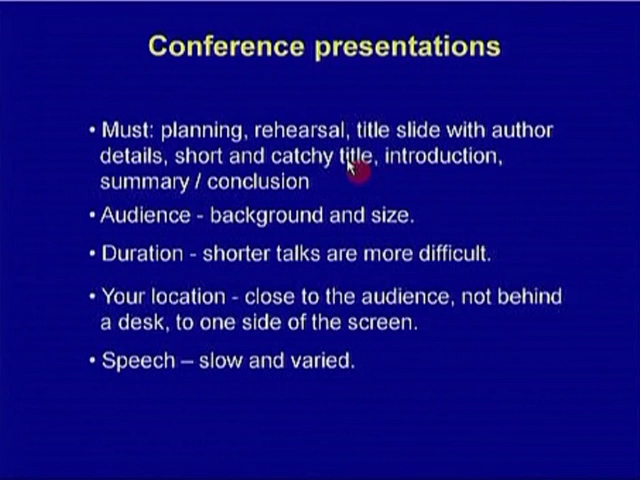 Conference presentations
• Must: planning, rehearsal, title slide with author
details, short and catchy title, introduction,
summary / conclusion
• Audience - background and size.
• Duration - shorter talks are more difficult.
• Your location - close to the audience, not behind
a desk, to one side of the screen.
• Speech – slow and varied.